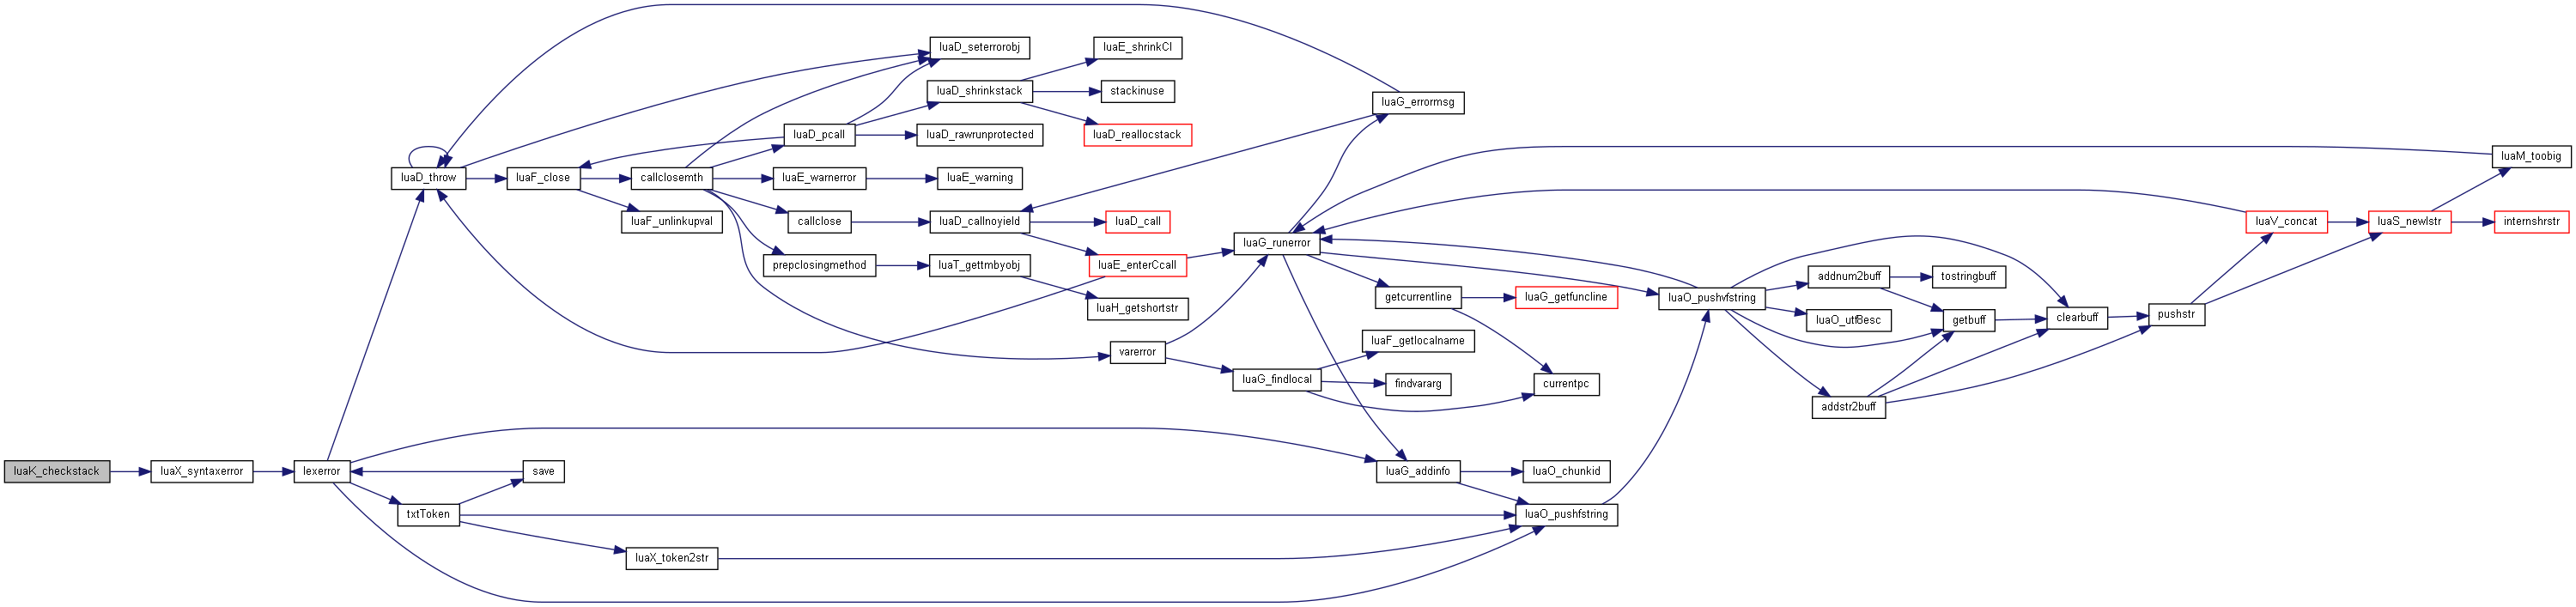 luaD_seterrorobj
luaE_shrinkCI
luaD_shrinkstack
stackinuse
luaG_errormsg
luaD_pcall
luaD_rawrunprotected
luaD_reallocstack
luaM_toobig
luaD_throw
luaF_close
callclosemth
luaE_warnerror
luaE_warning
luaF_unlinkupval
callclose
luaD_callnoyield
luaD_call
luaV_concat
luaS_newlstr
internshrstr
luaG_runerror
prepclosingmethod
luaT_gettmbyobj
luaE_enterCcall
luaH_getshortstr
getcurrentline
luaG_getfuncline
luaO_pushvfstring
addnum2buff
tostringbuff
luaO_utf8esc
getbuff
clearbuff
pushstr
varerror
luaF_getlocalname
luaG_findlocal
findvararg
currentpc
addstr2buff
luaK_checkstack
luaX_syntaxerror
lexerror
save
luaG_addinfo
luaO_chunkid
txtToken
luaO_pushfstring
luaX_token2str